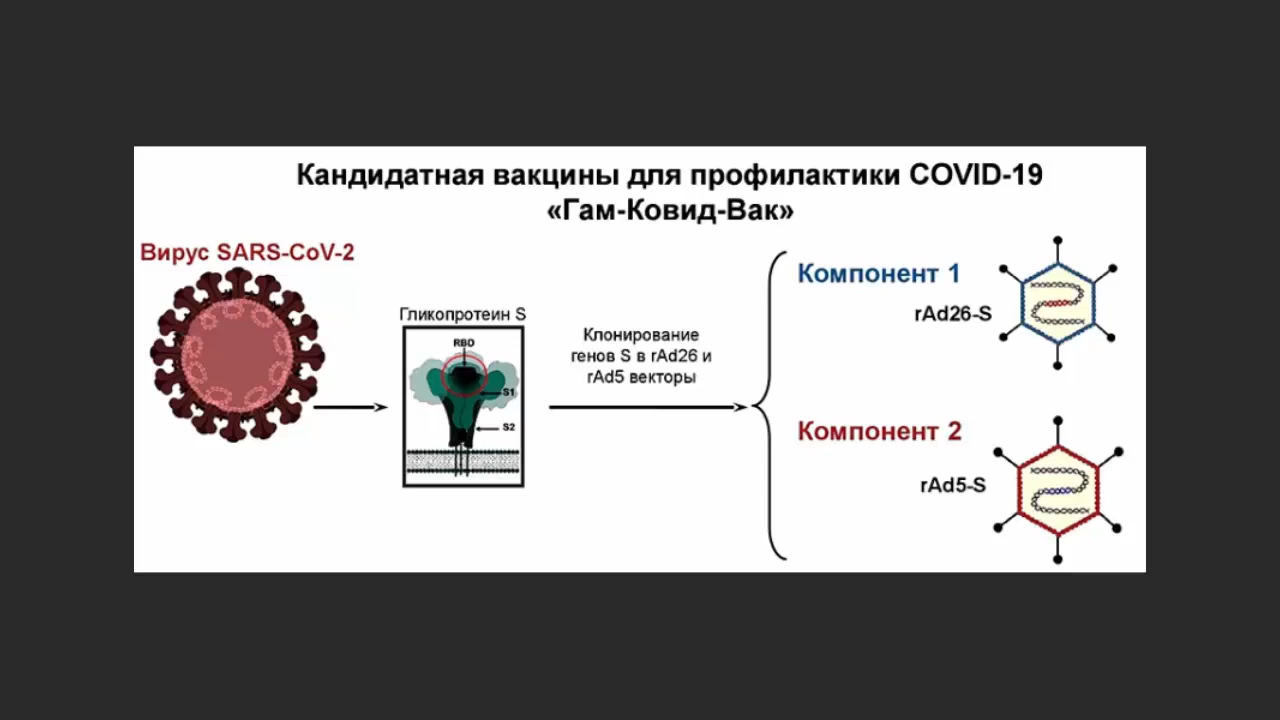 Кандидатная вакцины для профилактики COVID-19
«Гам-Ковид-Вак»
Вирус SARS-CoV-2
Гликопротеин S
RBD
S1
S2
Клонирование
генов S в rAd26 и
rAd5 векторы
Компонент 1
rAd26-S
Компонент 2
rAd5-S